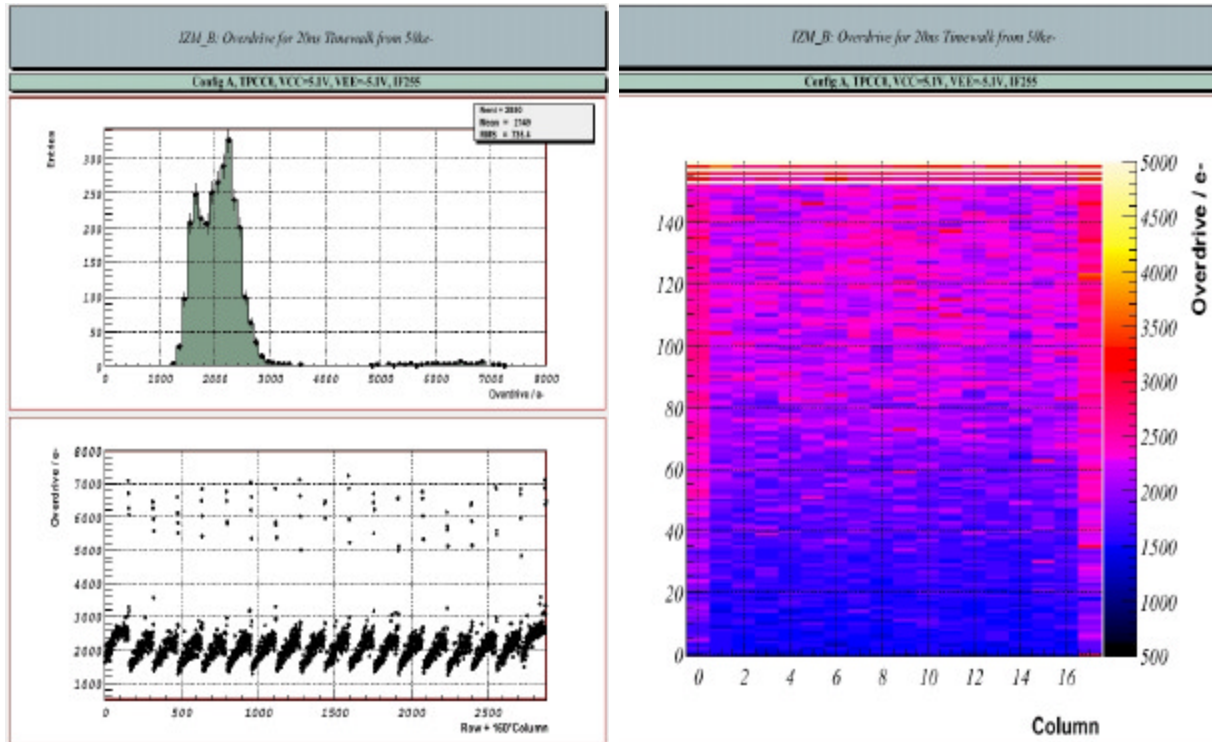 IZM_B: Overdrive for 20ns Timewalk from 50ke-
Config A, TPCC0, VCC=5.1V, VEE=-5.1V, IF255
Entries
300
250
200
150
100
50
0
0 1000 2000 3000 4000 5000 6000 7000 8000
Overdrive / e-
Overdrive / e-
8000
7000
6000
5000
4000
3000
2000
1000
0 500 1000 1500 2000 2500
Row + 160*Column
IZM_B: Overdrive for 20ns Timewalk from 50ke-
Config A, TPCC0, VCC=5.1V, VEE=-5.1V, IF255
140
120
100
80
60
40
20
0
0 2 4 6 8 10 12 14 16
Column
5000
4500
4000
3500
3000
2500
2000
1500
1000
500
Overdrive / e-